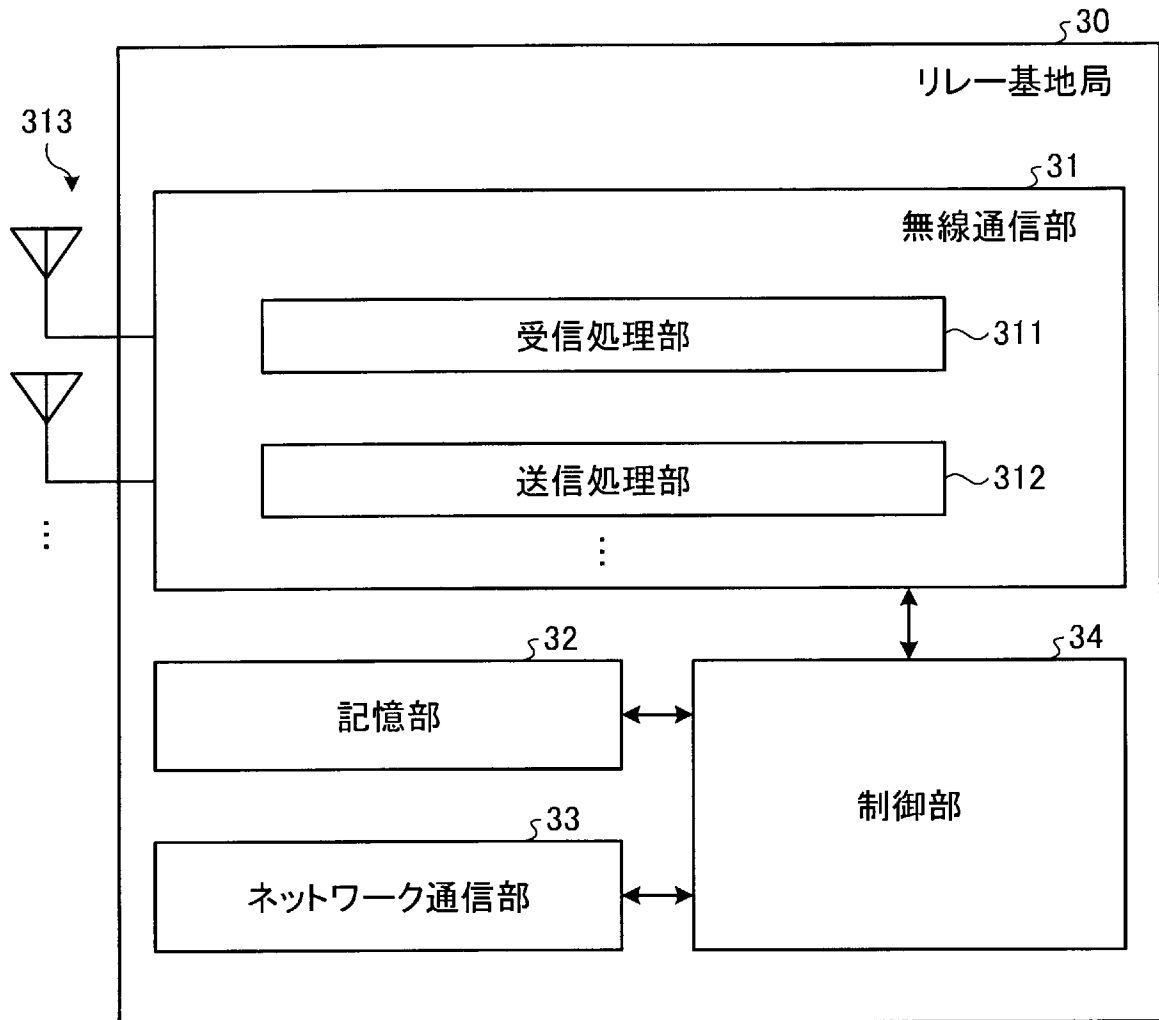 30
リレー基地局
313
31
無線通信部
受信処理部
311
送信処理部
312
⋮
⋮
32
34
記憶部
制御部
33
ネットワーク通信部